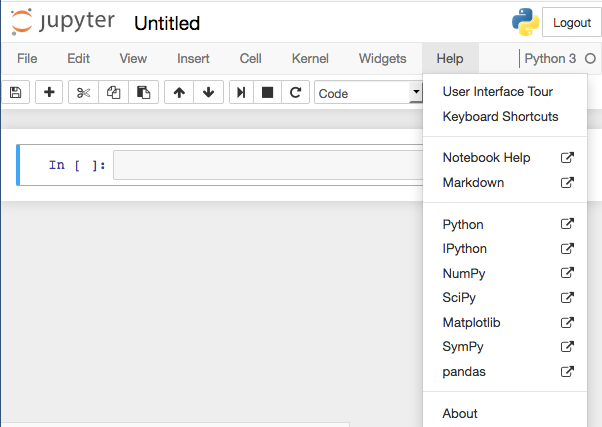 jupyter Untitled Logout
File Edit View Insert Cell Kernel Widgets Help Python 3
Code
User Interface Tour
Keyboard Shortcuts
In [ ]:
Notebook Help
Markdown
Python
IPython
NumPy
SciPy
Matplotlib
SymPy
pandas
About